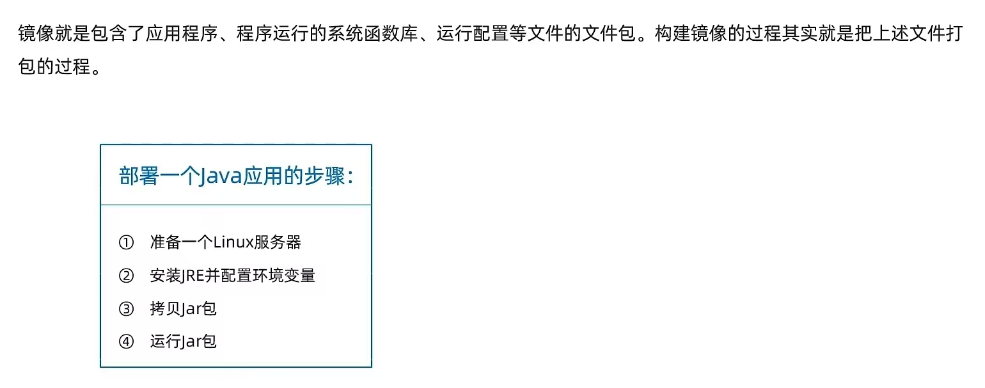 镜像就是包含了应用程序、程序运行的系统函数库、运行配置等文件的文件包。构建镜像的过程其实就是把上述文件打
包的过程。
部署一个Java应用的步骤：
① 准备一个Linux服务器
② 安装JRE并配置环境变量
③ 拷贝Jar包
④ 运行Jar包